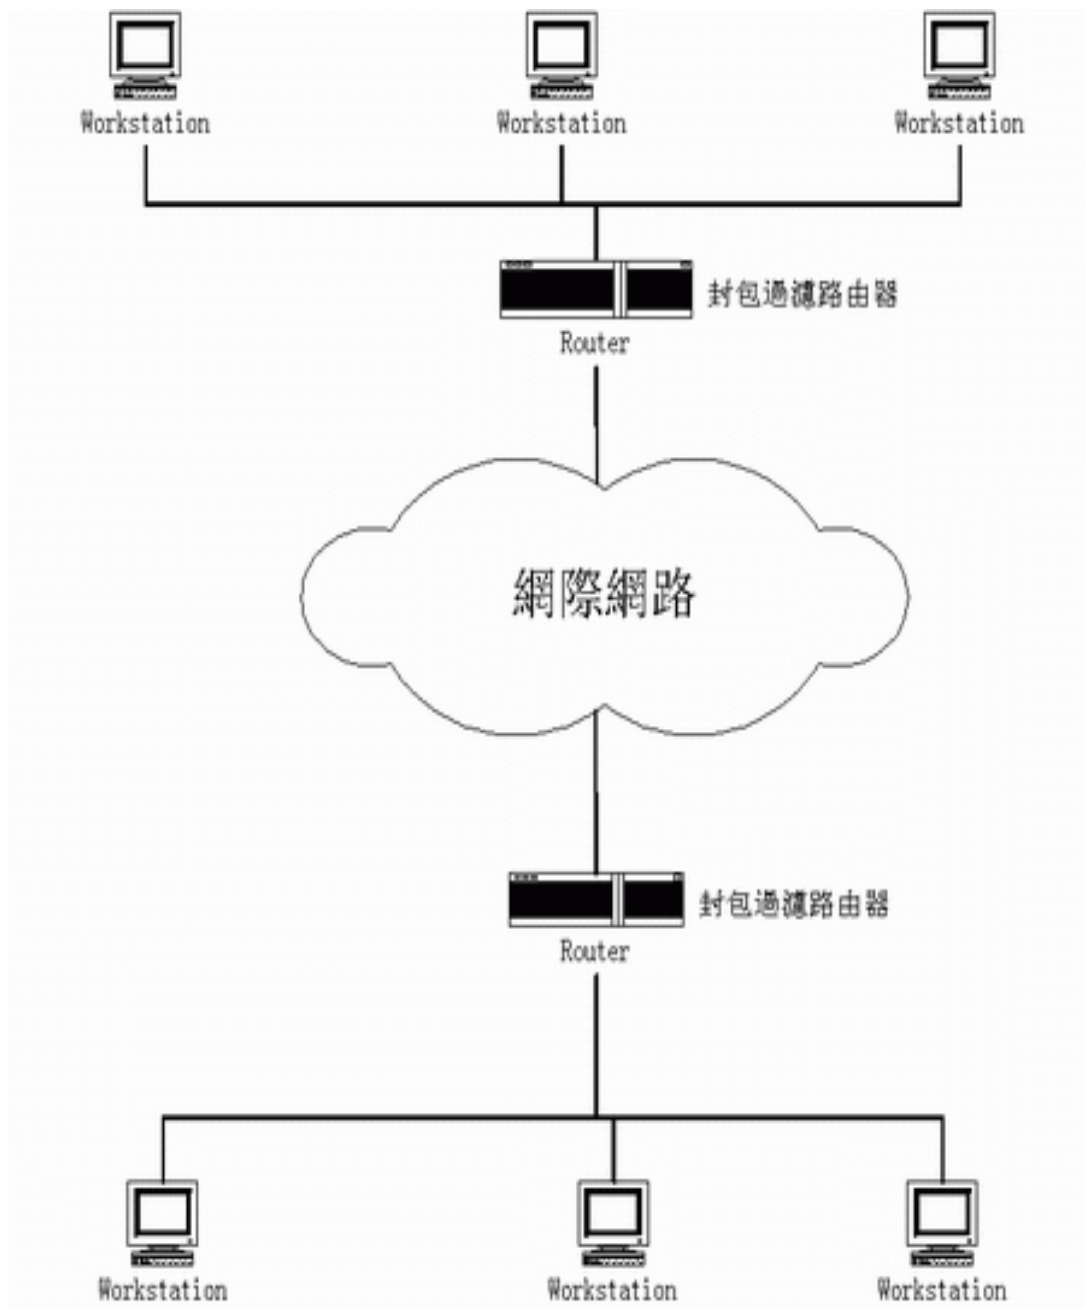 Workstation
Workstation
Workstation
封包過濾路由器
Router
網際網路
封包過濾路由器
Router
Workstation
Workstation
Workstation